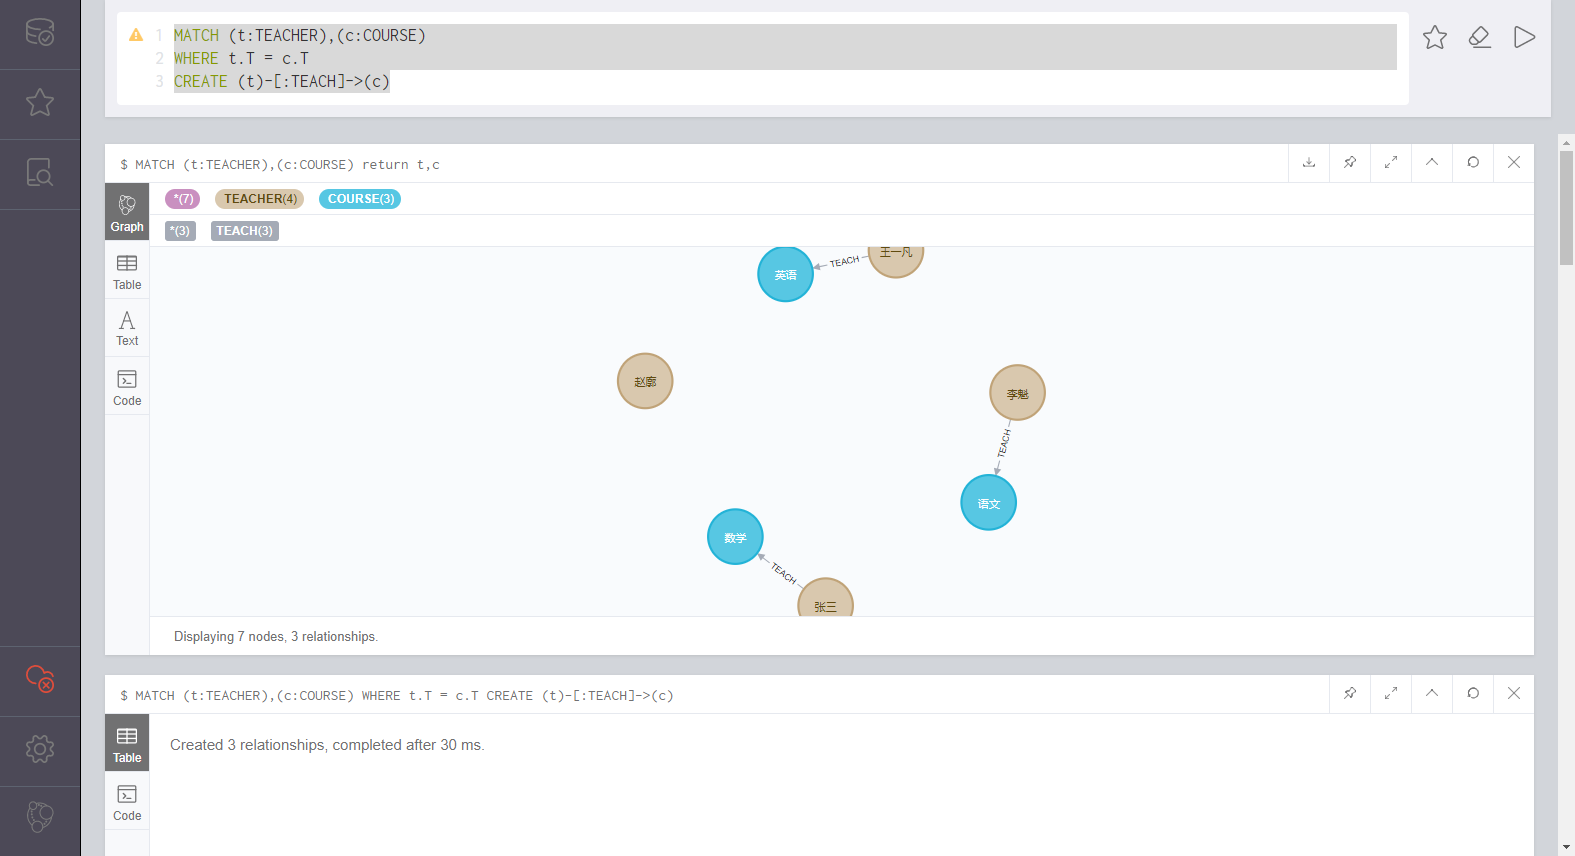 1 MATCH (t:TEACHER),(c:COURSE)
2 WHERE t.T = c.T
3 CREATE (t)-[:TEACH]->(c)
$ MATCH (t:TEACHER),(c:COURSE) return t,c
*(7) TEACHER(4) COURSE(3)
Graph
*(3) TEACH(3)
英语 TEACH 王一凡
Table
Text
赵廓
李魁
Code
TEACH
语文
数学
TEACH
张三
Displaying 7 nodes, 3 relationships.
$ MATCH (t:TEACHER),(c:COURSE) WHERE t.T = c.T CREATE (t)-[:TEACH]->(c)
Table
Created 3 relationships, completed after 30 ms.
Code